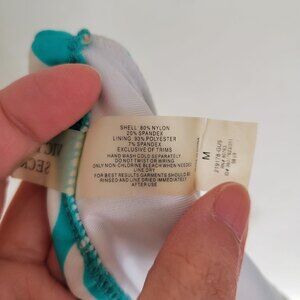 SHELL: 80% NYLON
20% SPANDEX
LINING: 93% POLYESTER
7% SPANDEX
EXCLUSIVE OF TRIMS
HAND WASH COLD SEPARATELY
DO NOT TWIST OR WRING
ONLY NON-CHLORINE BLEACH WHEN NEEDED
LINE DRY
FOR BEST RESULTS GARMENTS SHOULD BE
RINSED AND LINE DRIED IMMEDIATELY
AFTER USE
M
VICT
SECR